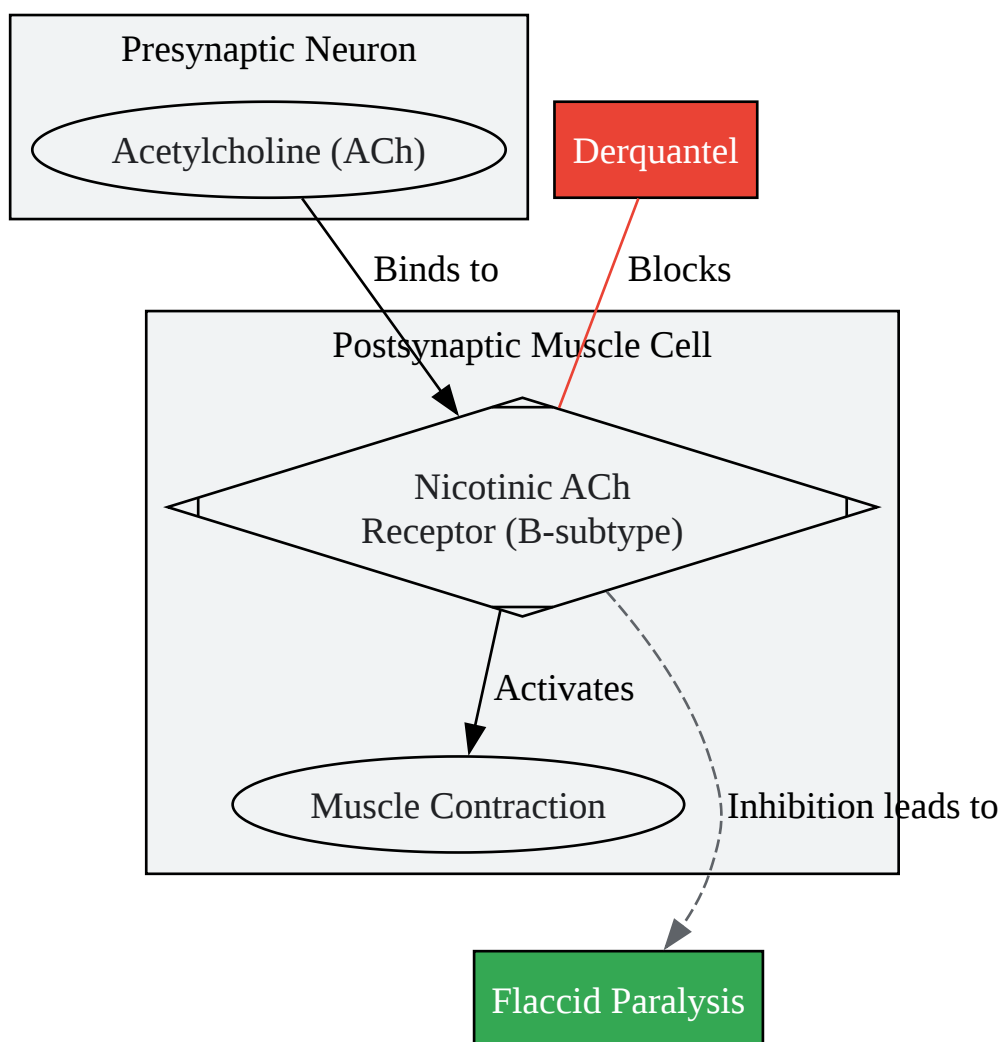 Presynaptic Neuron
Acetylcholine (ACh)
Derquantel
Binds to
Blocks
Postsynaptic Muscle Cell
Nicotinic ACh
Receptor (B-subtype)
Activates
Muscle Contraction
Inhibition leads to
Flaccid Paralysis